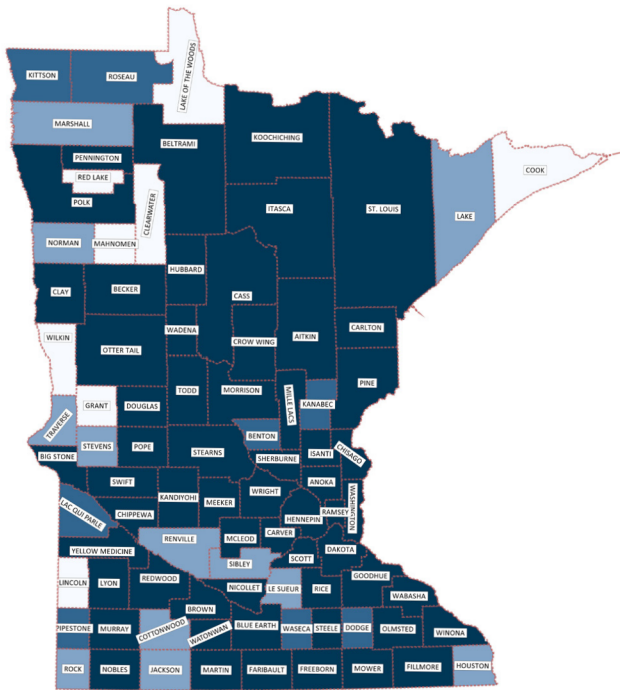 LAKE OF THE WOODS
KITTSON
ROSEAU
MARSHALL
KOOCHICHING
BELTRAMI
PENNINGTON
RED LAKE
POLK
CLEARWATER
COOK
ITASCA
ST. LOUIS
LAKE
NORMAN
MAHNOMEN
HUBBARD
CLAY
BECKER
CASS
WADENA
CROW WING
AITKIN
CARLTON
WILKIN
OTTER TAIL
TODD
MORRISON
MILLE LACS
KANABEC
PINE
GRANT
DOUGLAS
TRAVERSE
STEVENS
POPE
STEARNS
BENTON
SHERBURNE
ISANTI
CHISAGO
BIG STONE
SWIFT
KANDIYOHI
MEEKER
WRIGHT
ANOKA
WASHINGTON
LAC QUI PARLE
CHIPPEWA
HENNEPIN
RAMSEY
RENVILLE
MCLEOD
CARVER
SCOTT
DAKOTA
YELLOW MEDICINE
SIBLEY
LINCOLN
LYON
REDWOOD
NICOLLET
LE SUEUR
RICE
GOODHUE
WABASHA
BROWN
PIPESTONE
MURRAY
COTTONWOOD
WATONWAN
BLUE EARTH
WASECA
STEELE
DODGE
OLMSTED
WINONA
ROCK
NOBLES
JACKSON
MARTIN
FARIBAULT
FREEBORN
MOWER
FILLMORE
HOUSTON